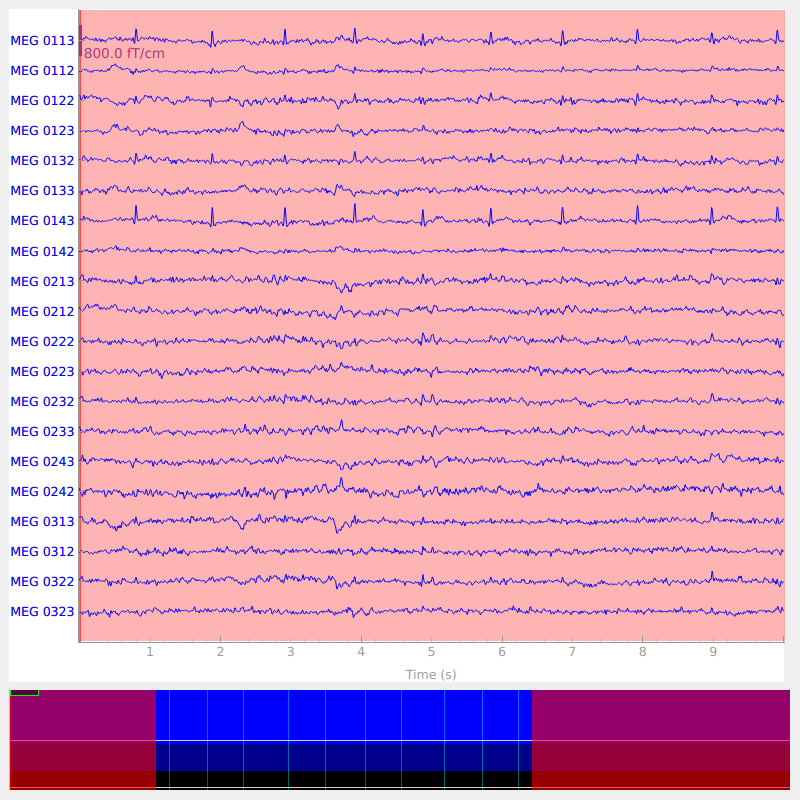 MEG 0113
800.0 fT/cm
MEG 0112
MEG 0122
MEG 0123
MEG 0132
MEG 0133
MEG 0143
MEG 0142
MEG 0213
MEG 0212
MEG 0222
MEG 0223
MEG 0232
MEG 0233
MEG 0243
MEG 0242
MEG 0313
MEG 0312
MEG 0322
MEG 0323
1 2 3 4 5 6 7 8 9
Time (s)